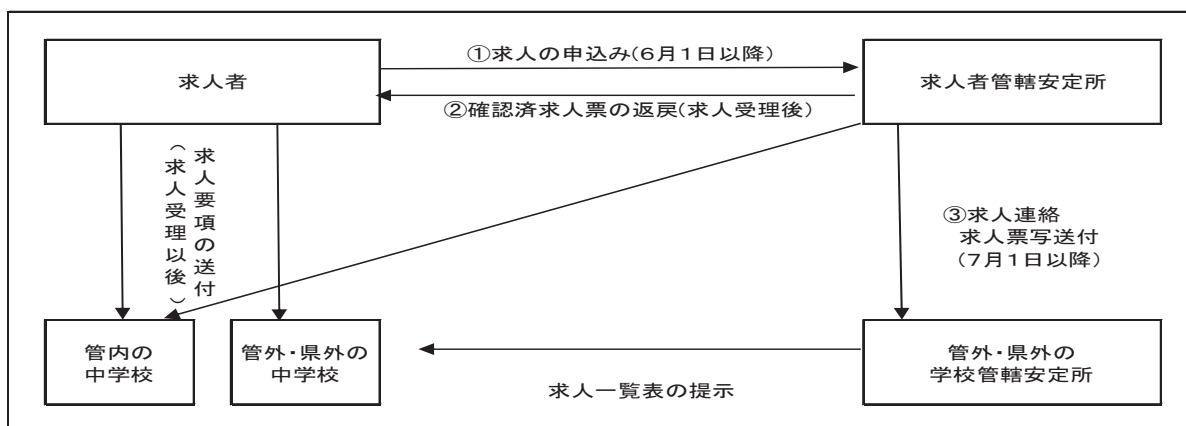 求人者
①求人の申込み(6月1日以降)
求人者管轄安定所
②確認済求人票の返戻(求人受理後)
求人要項の送付
(求人受理以後)
③求人連絡
求人票写送付
(7月1日以降)
管内の
中学校
管外・県外の
中学校
求人一覧表の提示
管外・県外の
学校管轄安定所